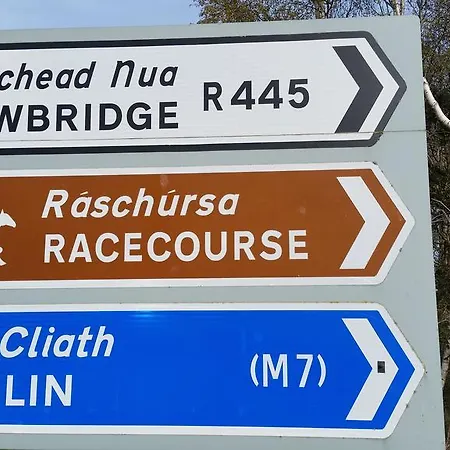 chead Nua
WBRIDGE R445
Ráschúrsa
RACECOURSE
Cliath
LIN (M7)